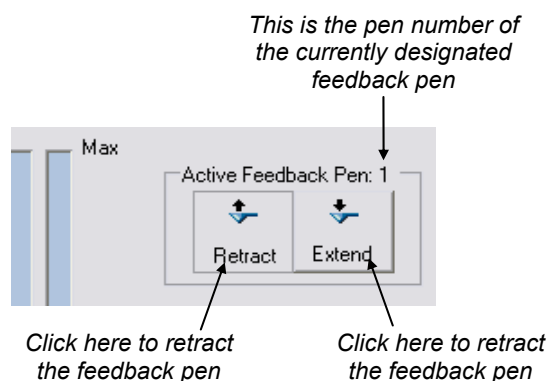 This is the pen number of
the currently designated
feedback pen
Max
Active Feedback Pen: 1
Retract
Extend
Click here to retract
the feedback pen
Click here to retract
the feedback pen